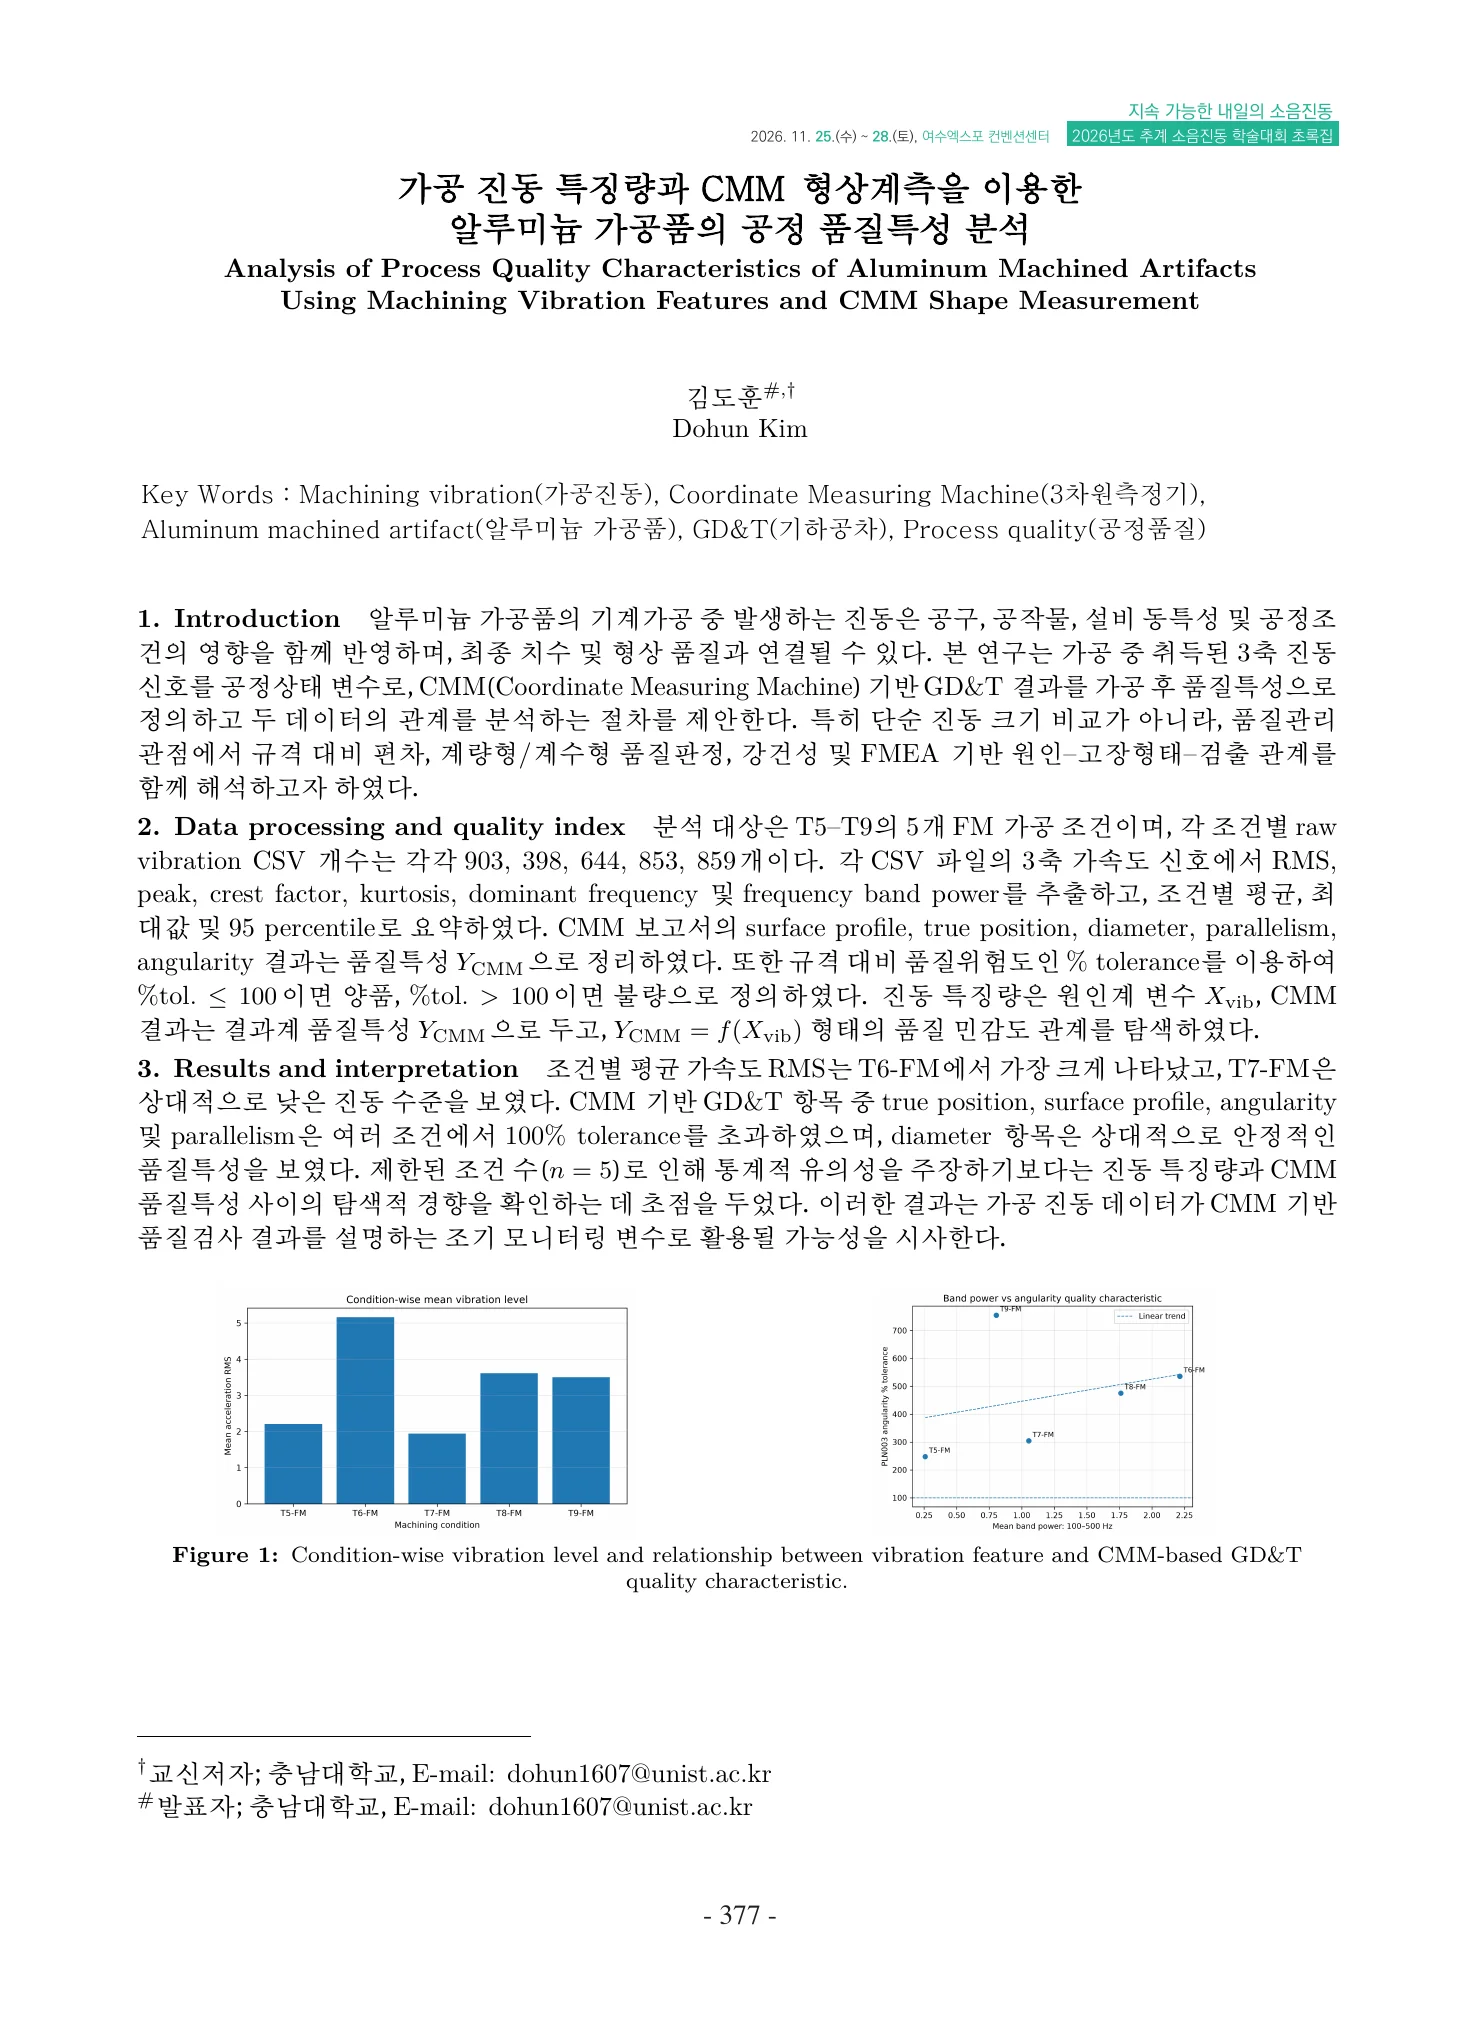 지속 가능한 내일의 소음진동
2026. 11. 25.(수) ~ 28.(토), 여수엑스포 컨벤션센터 2026년도 추계 소음진동 학술대회 초록집
가공 진동 특징량과 CMM 형상계측을 이용한
알루미늄 가공품의 공정 품질특성 분석
Analysis of Process Quality Characteristics of Aluminum Machined Artifacts
Using Machining Vibration Features and CMM Shape Measurement
김도훈#,†
Dohun Kim
Key Words : Machining vibration(가공진동), Coordinate Measuring Machine(3차원측정기),
Aluminum machined artifact(알루미늄 가공품), GD&T(기하공차), Process quality(공정품질)
1. Introduction 알루미늄 가공품의 기계가공 중 발생하는 진동은 공구, 공작물, 설비 동특성 및 공정조
건의 영향을 함께 반영하며, 최종 치수 및 형상 품질과 연결될 수 있다. 본 연구는 가공 중 취득된 3축 진동
신호를 공정상태 변수로, CMM(Coordinate Measuring Machine) 기반 GD&T 결과를 가공 후 품질특성으로
정의하고 두 데이터의 관계를 분석하는 절차를 제안한다. 특히 단순 진동 크기 비교가 아니라, 품질관리
관점에서 규격 대비 편차, 계량형/계수형 품질판정, 강건성 및 FMEA 기반 원인–고장형태–검출 관계를
함께 해석하고자 하였다.
2. Data processing and quality index 분석 대상은 T5–T9의 5개 FM 가공 조건이며, 각 조건별 raw
vibration CSV 개수는 각각 903, 398, 644, 853, 859개이다. 각 CSV 파일의 3축 가속도 신호에서 RMS,
peak, crest factor, kurtosis, dominant frequency 및 frequency band power를 추출하고, 조건별 평균, 최
대값 및 95 percentile로 요약하였다. CMM 보고서의 surface profile, true position, diameter, parallelism,
angularity 결과는 품질특성 YCMM으로 정리하였다. 또한 규격 대비 품질위험도인 % tolerance를 이용하여
%tol. ≤ 100이면 양품, %tol. > 100이면 불량으로 정의하였다. 진동 특징량은 원인계 변수 Xvib, CMM
결과는 결과계 품질특성 YCMM으로 두고, YCMM = f(Xvib) 형태의 품질 민감도 관계를 탐색하였다.
3. Results and interpretation 조건별 평균 가속도 RMS는 T6-FM에서 가장 크게 나타났고, T7-FM은
상대적으로 낮은 진동 수준을 보였다. CMM 기반 GD&T 항목 중 true position, surface profile, angularity
및 parallelism은 여러 조건에서 100% tolerance를 초과하였으며, diameter 항목은 상대적으로 안정적인
품질특성을 보였다. 제한된 조건 수(n = 5)로 인해 통계적 유의성을 주장하기보다는 진동 특징량과 CMM
품질특성 사이의 탐색적 경향을 확인하는 데 초점을 두었다. 이러한 결과는 가공 진동 데이터가 CMM 기반
품질검사 결과를 설명하는 조기 모니터링 변수로 활용될 가능성을 시사한다.
Condition-wise mean vibration level
Mean acceleration RMS
5
4
3
2
1
0
T5-FM T6-FM T7-FM T8-FM T9-FM
Machining condition
Band power vs angularity quality characteristic
Linear trend
PLN003 angularity % tolerance
700
600
500
400
300
200
100
T9-FM
T6-FM
T8-FM
T7-FM
T5-FM
0.25 0.50 0.75 1.00 1.25 1.50 1.75 2.00 2.25
Mean band power: 100–500 Hz
Figure 1: Condition-wise vibration level and relationship between vibration feature and CMM-based GD&T
quality characteristic.
†교신저자; 충남대학교, E-mail: dohun1607@unist.ac.kr
#발표자; 충남대학교, E-mail: dohun1607@unist.ac.kr
- 377 -